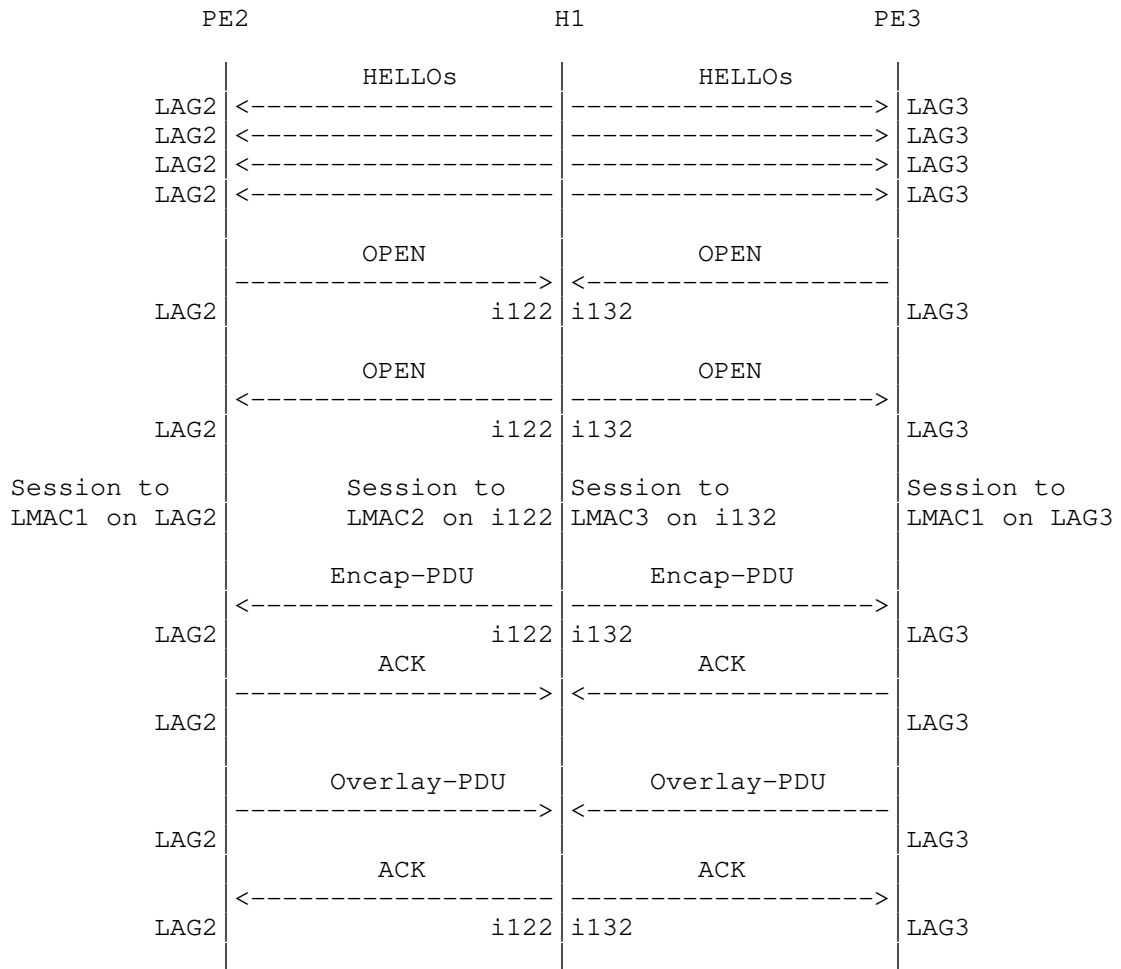 PE2 H1 PE3
HELLOs HELLOs
LAG2|<-------------------|------------------->|LAG3
LAG2|<-------------------|------------------->|LAG3
LAG2|<-------------------|------------------->|LAG3
LAG2|<-------------------|------------------->|LAG3
OPEN OPEN
|------------------->|<-------------------|
LAG2| i122|i132 |LAG3
OPEN OPEN
|<-------------------|------------------->|
LAG2| i122|i132 |LAG3
Session to | Session to |Session to |Session to
LMAC1 on LAG2| LMAC2 on i122|LMAC3 on i132 |LMAC1 on LAG3
Encap-PDU Encap-PDU
|<-------------------|------------------->|
LAG2| i122|i132 |LAG3
ACK ACK
|------------------->|<-------------------|
LAG2| |LAG3
Overlay-PDU Overlay-PDU
|------------------->|<-------------------|
LAG2| |LAG3
ACK ACK
|<-------------------|------------------->|
LAG2| i122|i132 |LAG3